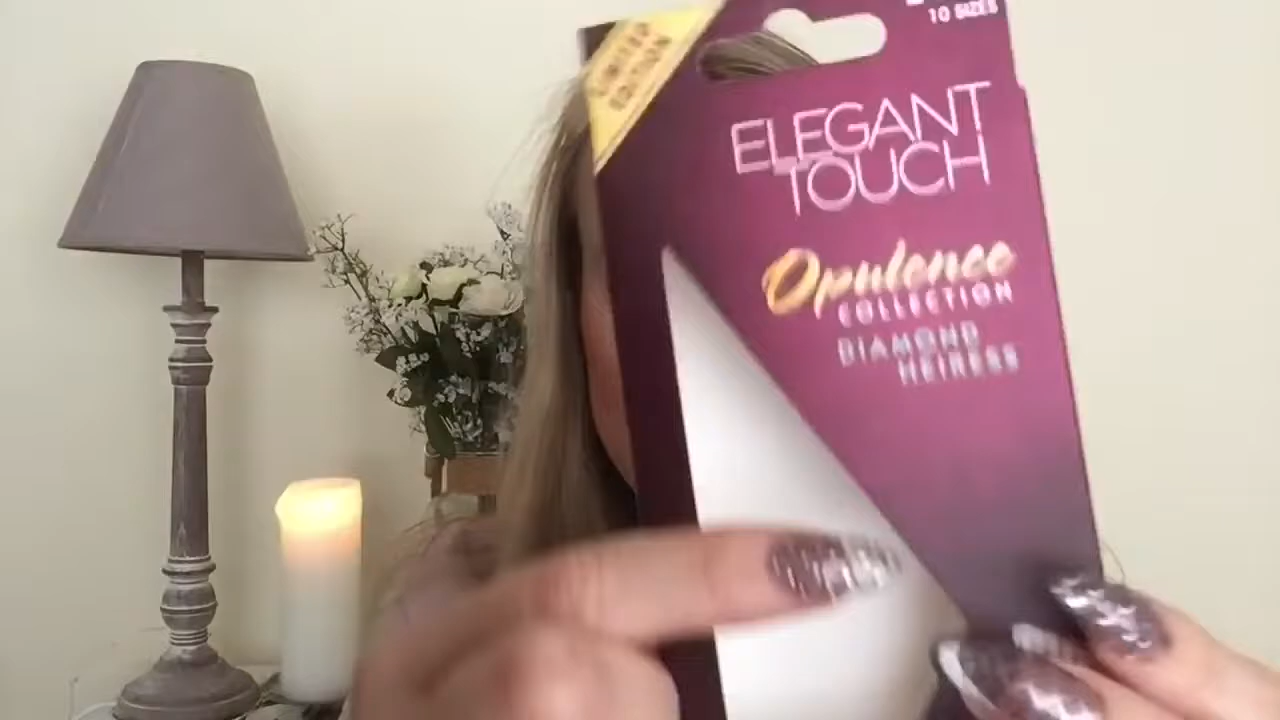 10 SIZES
LIMITED
EDITION
ELEGANT
TOUCH
Opulence
COLLECTION
DIAMOND
HEIRESS